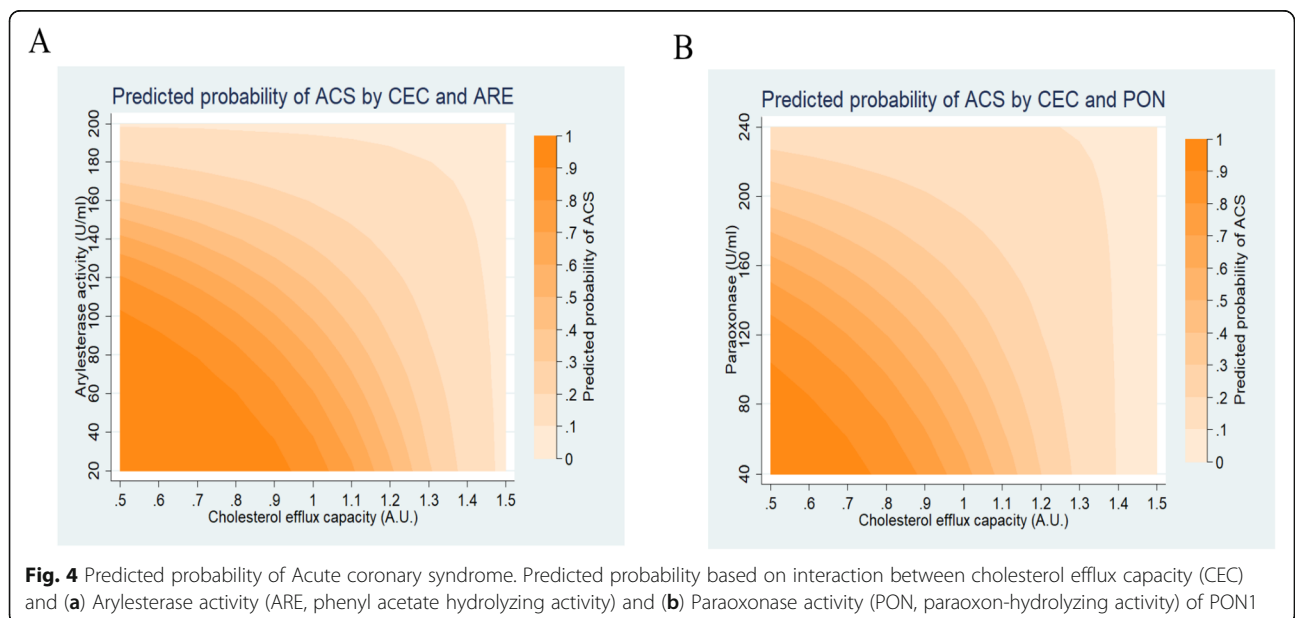 A
Predicted probability of ACS by CEC and ARE
Arylesterase activity (U/ml)
200
180
160
140
120
100
80
60
40
20
.5 .6 .7 .8 .9 1 1.1 1.2 1.3 1.4 1.5
Cholesterol efflux capacity (A.U.)
1
.9
.8
.7
.6
.5
.4
.3
.2
.1
0
Predicted probability of ACS
B
Predicted probability of ACS by CEC and PON
Paraoxonase (U/ml)
240
200
160
120
80
40
.5 .6 .7 .8 .9 1 1.1 1.2 1.3 1.4 1.5
Cholesterol efflux capacity (A.U.)
1
.9
.8
.7
.6
.5
.4
.3
.2
.1
0
Predicted probability of ACS
Fig. 4 Predicted probability of Acute coronary syndrome. Predicted probability based on interaction between cholesterol efflux capacity (CEC)
and (a) Arylesterase activity (ARE, phenyl acetate hydrolyzing activity) and (b) Paraoxonase activity (PON, paraoxon-hydrolyzing activity) of PON1